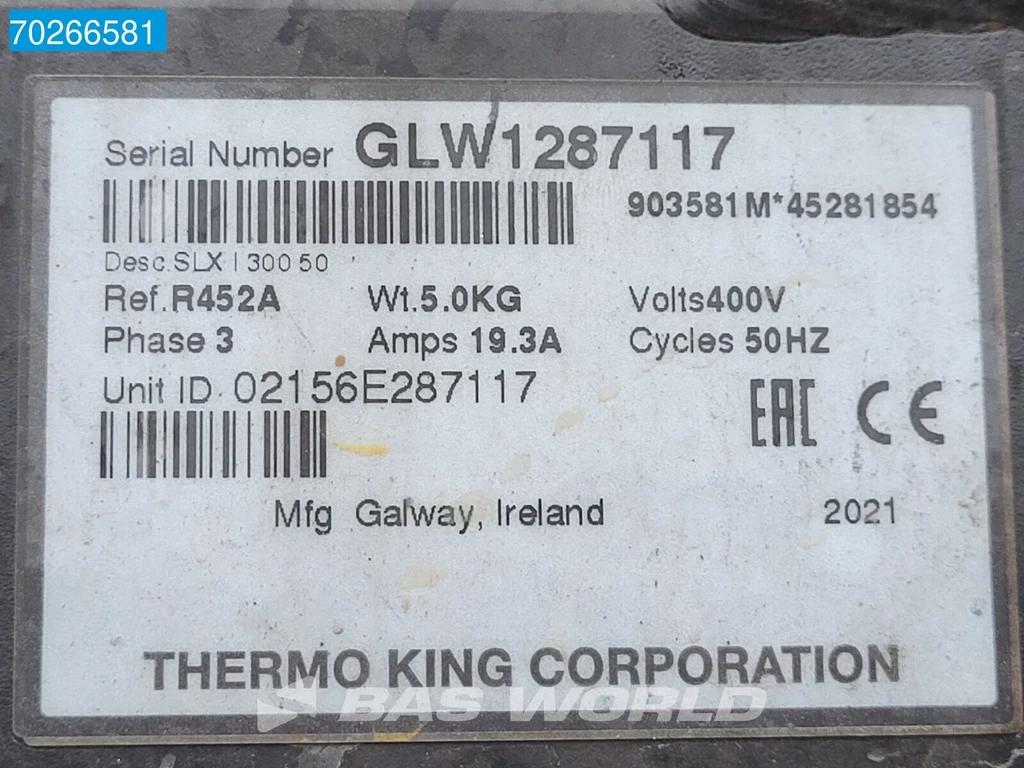 70266581
Serial Number GLW1287117
903581M*45281854
Desc.SLX I 300 50
Ref.R452A Wt.5.0KG Volts400V
Phase 3 Amps 19.3A Cycles 50HZ
Unit ID 02156E287117
EAC CE
Mfg Galway, Ireland 2021
THERMO KING CORPORATION
BAS WORLD